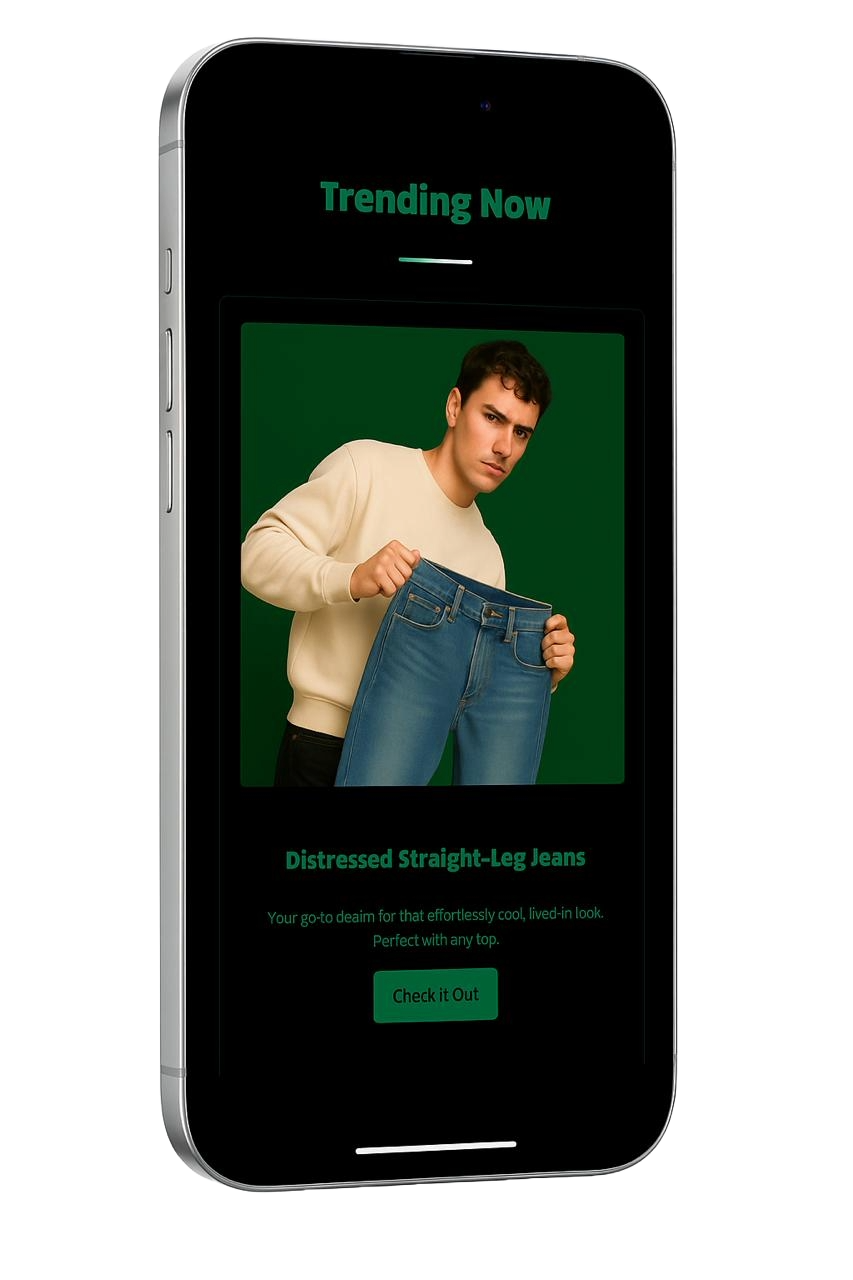 Trending Now
Distressed Straight-Leg Jeans
Your go-to deaim for that effortlessly cool, lived-in look.
Perfect with any top.
Check it Out